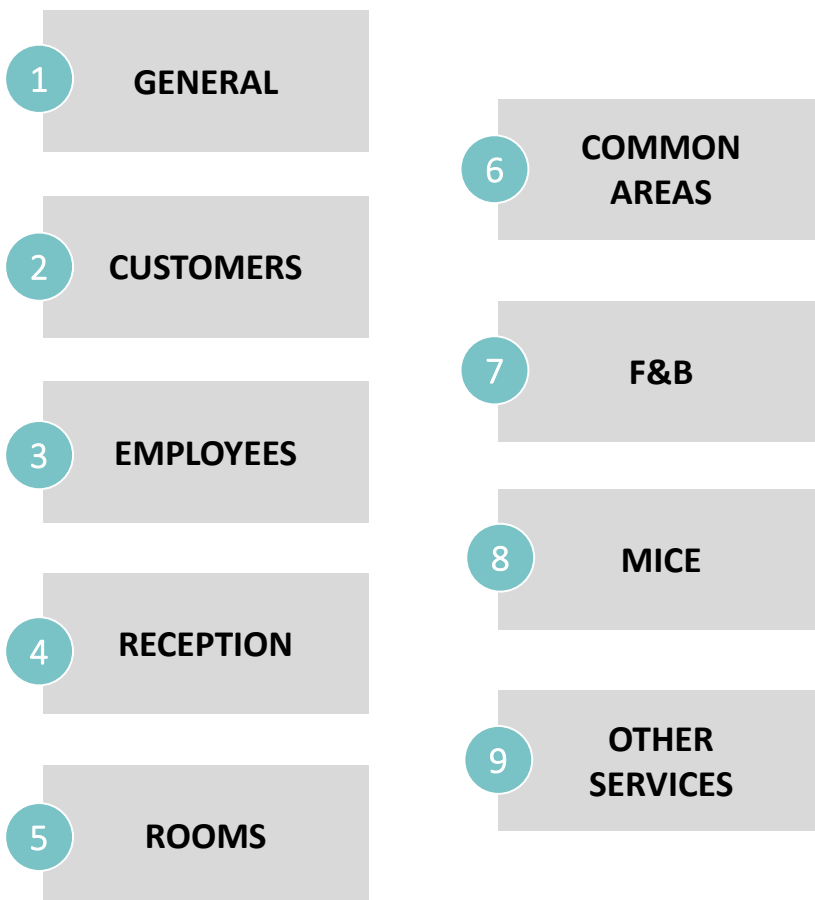 1
GENERAL
2
CUSTOMERS
3
EMPLOYEES
4
RECEPTION
5
ROOMS
6
COMMON
AREAS
7
F&B
8
MICE
9
OTHER
SERVICES